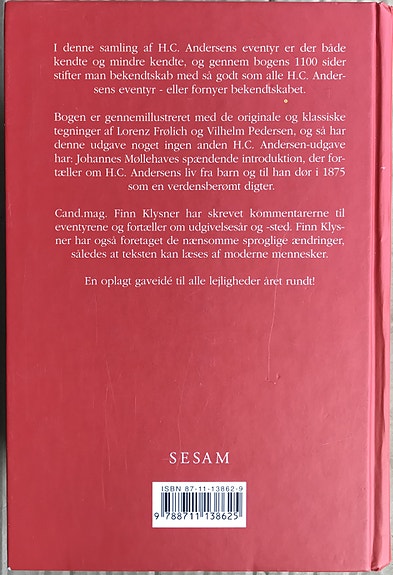 I denne samling af H.C. Andersens eventyr er der både
kendte og mindre kendte, og gennem bogens 1100 sider
stifter man bekendtskab med så godt som alle H.C. Ander-
sens eventyr - eller fornyer bekendtskabet.
Bogen er gennemillustreret med de originale og klassiske
tegninger af Lorenz Frølich og Vilhelm Pedersen, og så har
denne udgave noget ingen anden H.C. Andersen-udgave
har: Johannes Møllehaves spændende introduktion, der for-
tæller om H.C. Andersens liv fra barn og til han dør i 1875
som en verdensberømt digter.
Cand.mag. Finn Klysner har skrevet kommentarerne til
eventyrene og fortæller om udgivelsesår og -sted. Finn Klys-
ner har også foretaget de nænsomme sproglige ændringer,
således at teksten kan læses af moderne mennesker.
En oplagt gaveidé til alle lejligheder året rundt!
SESAM
ISBN 87-11-13862-9
9 788711 138625